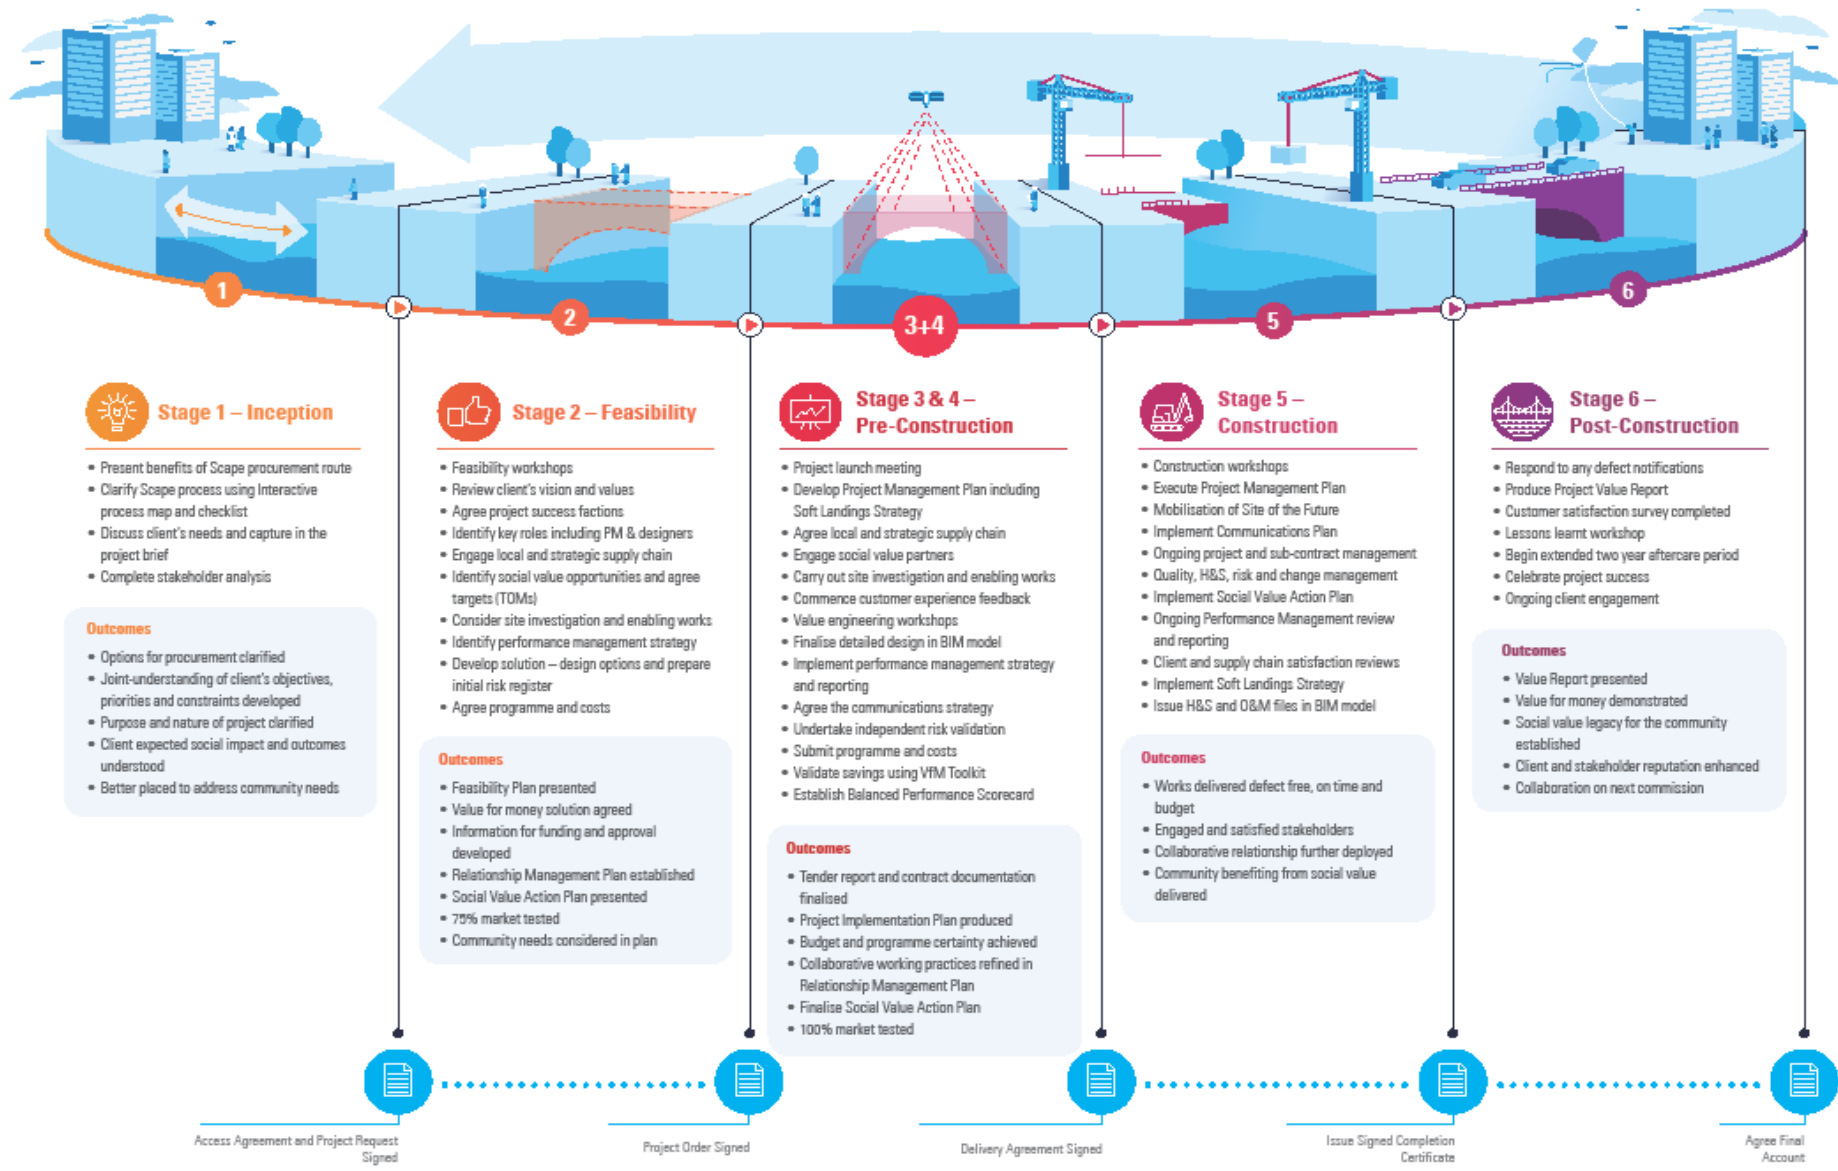 1
2
3+4
5
6
Stage 1 – Inception
• Present benefits of Scape procurement route
• Clarify Scape process using Interactive
process map and checklist
• Discuss client's needs and capture in the
project brief
• Complete stakeholder analysis
Outcomes
• Options for procurement clarified
• Joint-understanding of client's objectives,
priorities and constraints developed
• Purpose and nature of project clarified
• Client expected social impact and outcomes
understood
• Better placed to address community needs
Stage 2 – Feasibility
• Feasibility workshops
• Review client's vision and values
• Agree project success factions
• Identify key roles including PM & designers
• Engage local and strategic supply chain
• Identify social value opportunities and agree
targets (TOMs)
• Consider site investigation and enabling works
• Identify performance management strategy
• Develop solution – design options and prepare
initial risk register
• Agree programme and costs
Outcomes
• Feasibility Plan presented
• Value for money solution agreed
• Information for funding and approval
developed
• Relationship Management Plan established
• Social Value Action Plan presented
• 75% market tested
• Community needs considered in plan
Stage 3 & 4 –
Pre-Construction
• Project launch meeting
• Develop Project Management Plan including
Soft Landings Strategy
• Agree local and strategic supply chain
• Engage social value partners
• Carry out site investigation and enabling works
• Commence customer experience feedback
• Value engineering workshops
• Finalise detailed design in BIM model
• Implement performance management strategy
and reporting
• Agree the communications strategy
• Undertake independent risk validation
• Submit programme and costs
• Validate savings using VfM Toolkit
• Establish Balanced Performance Scorecard
Outcomes
• Tender report and contract documentation
finalised
• Project Implementation Plan produced
• Budget and programme certainty achieved
• Collaborative working practices refined in
Relationship Management Plan
• Finalise Social Value Action Plan
• 100% market tested
Stage 5 –
Construction
• Construction workshops
• Execute Project Management Plan
• Mobilisation of Site of the Future
• Implement Communications Plan
• Ongoing project and sub-contract management
• Quality, H&S, risk and change management
• Implement Social Value Action Plan
• Ongoing Performance Management review
and reporting
• Client and supply chain satisfaction reviews
• Implement Soft Landings Strategy
• Issue H&S and O&M files in BIM model
Outcomes
• Works delivered defect free, on time and
budget
• Engaged and satisfied stakeholders
• Collaborative relationship further deployed
• Community benefiting from social value
delivered
Stage 6 –
Post-Construction
• Respond to any defect notifications
• Produce Project Value Report
• Customer satisfaction survey completed
• Lessons learnt workshop
• Begin extended two year aftercare period
• Celebrate project success
• Ongoing client engagement
Outcomes
• Value Report presented
• Value for money demonstrated
• Social value legacy for the community
established
• Client and stakeholder reputation enhanced
• Collaboration on next commission
Access Agreement and Project Request
Signed
Project Order Signed
Delivery Agreement Signed
Issue Signed Completion
Certificate
Agree Final
Account